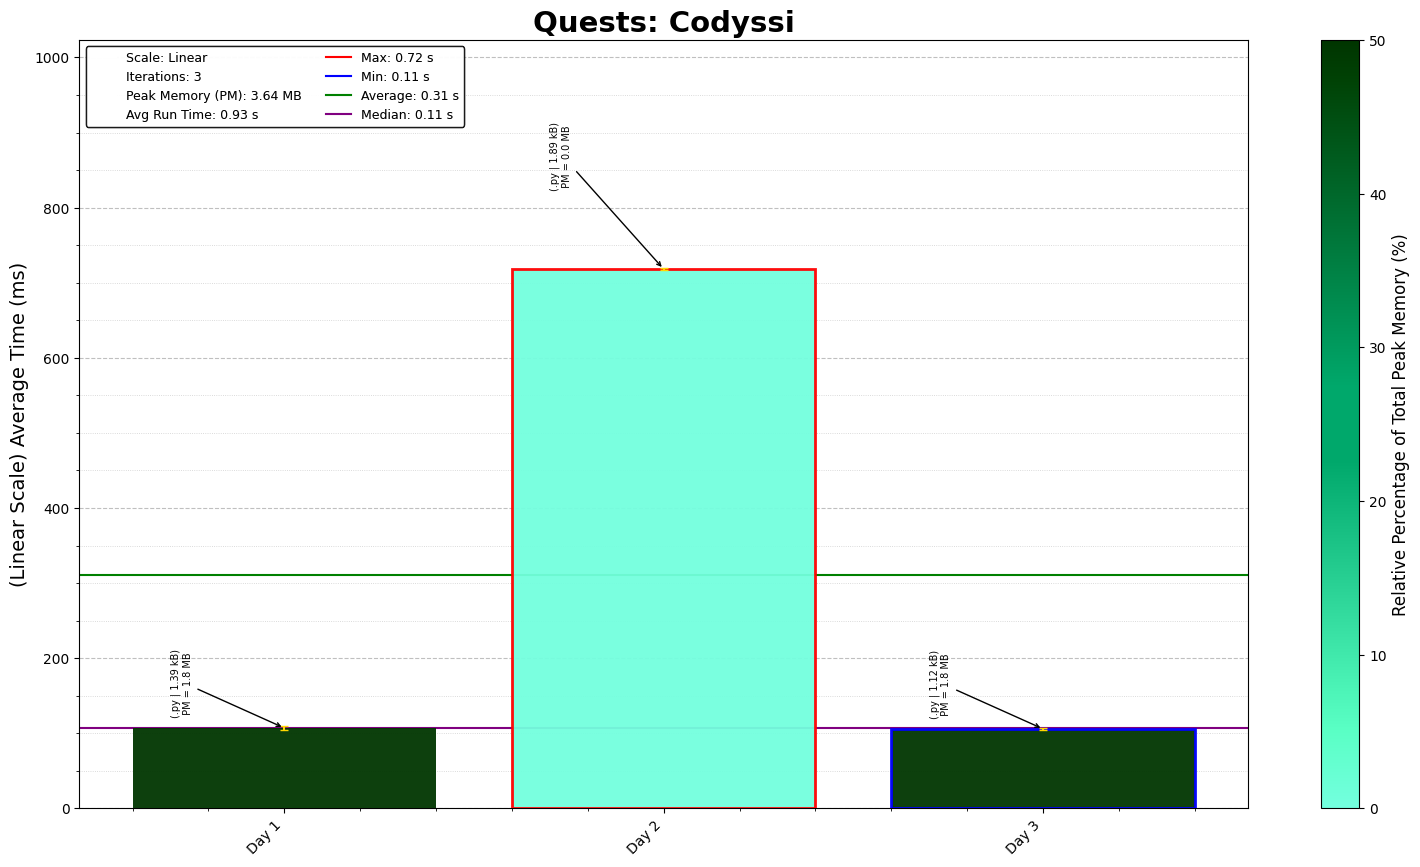 Quests: Codyssi
Scale: Linear
Iterations: 3
Peak Memory (PM): 3.64 MB
Avg Run Time: 0.93 s
Max: 0.72 s
Min: 0.11 s
Average: 0.31 s
Median: 0.11 s
(Linear Scale) Average Time (ms)
1000
800
600
400
200
0
(.py | 1.39 kB)
PM = 1.8 MB
(.py | 1.89 kB)
PM = 0.0 MB
(.py | 1.12 kB)
PM = 1.8 MB
Day 1
Day 2
Day 3
50
40
30
20
10
0
Relative Percentage of Total Peak Memory (%)